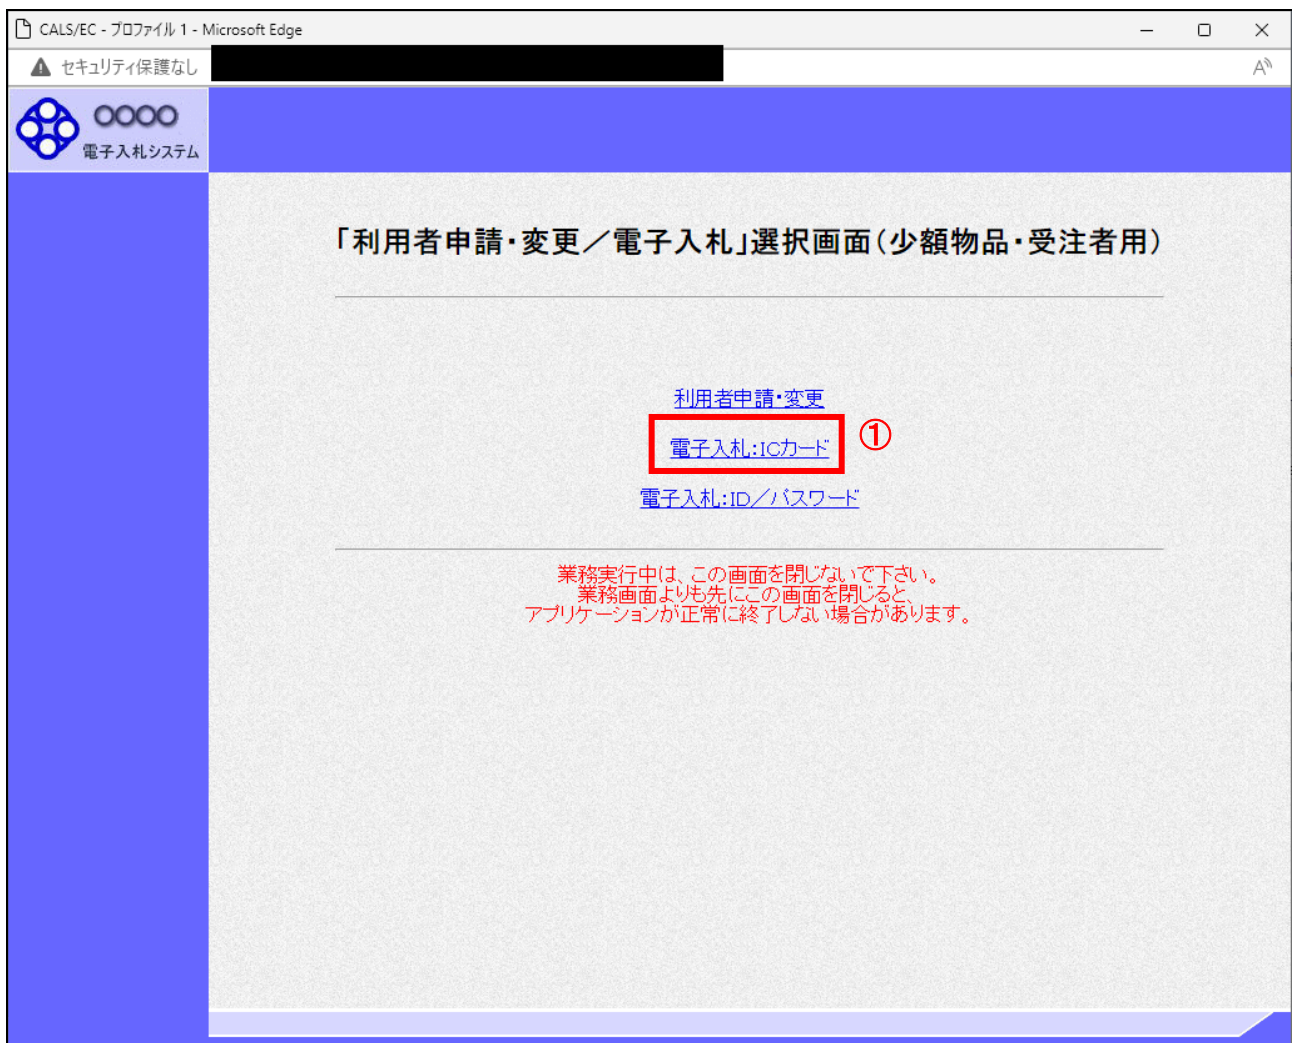 CALS/EC - プロファイル 1 - Microsoft Edge
セキュリティ保護なし
A
○○○○
電子入札システム
「利用者申請・変更／電子入札」選択画面（少額物品・受注者用）
利用者申請・変更
電子入札：ICカード
①
電子入札：ID／パスワード
業務実行中は、この画面を閉じないで下さい。
業務画面よりも先にこの画面を閉じると、
アプリケーションが正常に終了しない場合があります。